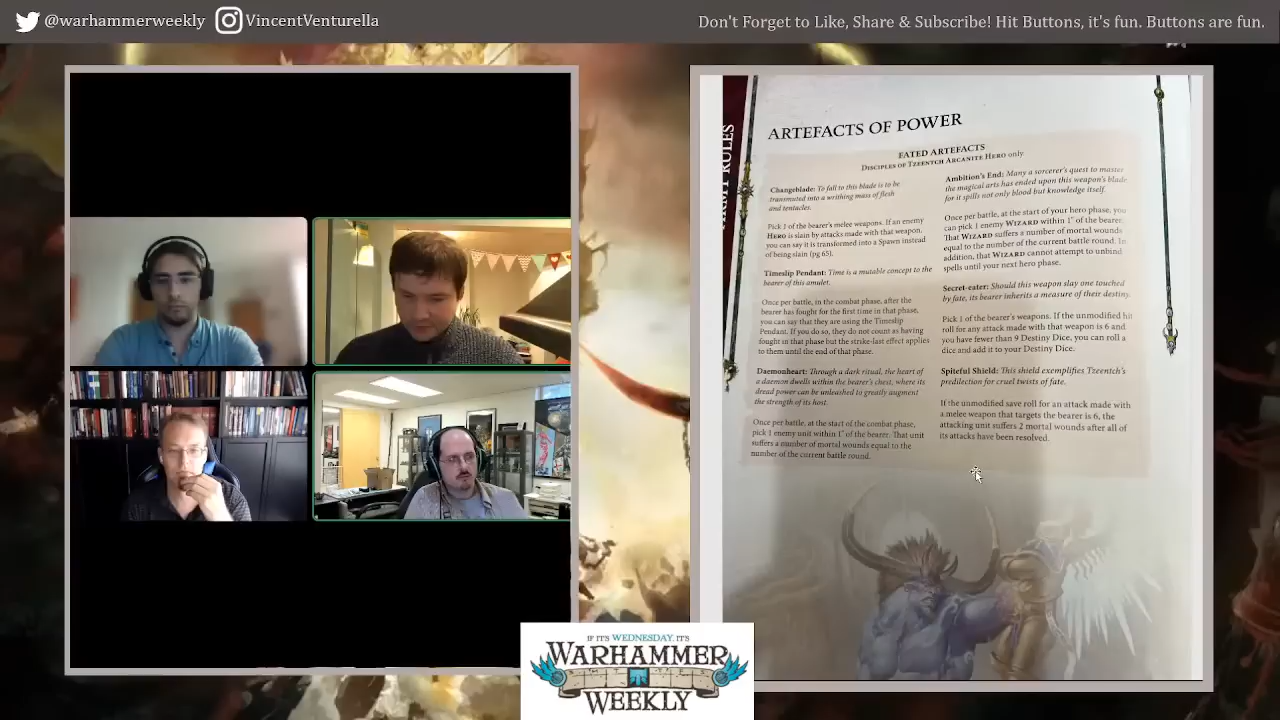 @warhammerweekly VincentVenturella
Don't Forget to Like, Share & Subscribe! Hit Buttons, it's fun. Buttons are fun.
ARMY RULES
ARTEFACTS OF POWER
FATED ARTEFACTS
DISCIPLES OF TZEENTCH ARCANITE HERO only.
Changeblade: To fall to this blade is to be
transmuted into a writhing mass of flesh
and tentacles.
Pick 1 of the bearer's melee weapons. If an enemy
HERO is slain by attacks made with that weapon,
you can say it is transformed into a Spawn instead
of being slain (pg 65).
Timeslip Pendant: Time is a mutable concept to the
bearer of this amulet.
Once per battle, in the combat phase, after the
bearer has fought for the first time in that phase,
you can say that they are using the Timeslip
Pendant. If you do so, they do not count as having
fought in that phase but the strike-last effect applies
to them until the end of that phase.
Daemonheart: Through a dark ritual, the heart of
a daemon dwells within the bearer's chest, where its
dread power can be unleashed to greatly augment
the strength of its host.
Once per battle, at the start of the combat phase,
pick 1 enemy unit within 1" of the bearer. That unit
suffers a number of mortal wounds equal to the
number of the current battle round.
Ambition's End: Many a sorcerer's quest to master
the magical arts has ended upon this weapon's blade
for it spills not only blood but knowledge itself.
Once per battle, at the start of your hero phase, you
can pick 1 enemy WIZARD within 1" of the bearer.
That WIZARD suffers a number of mortal wounds
equal to the number of the current battle round. In
addition, that WIZARD cannot attempt to unbind
spells until your next hero phase.
Secret-eater: Should this weapon slay one touched
by fate, its bearer inherits a measure of their destiny.
Pick 1 of the bearer's weapons. If the unmodified hit
roll for any attack made with that weapon is 6 and
you have fewer than 9 Destiny Dice, you can roll a
dice and add it to your Destiny Dice.
Spiteful Shield: This shield exemplifies Tzeentch's
predilection for cruel twists of fate.
If the unmodified save roll for an attack made with
a melee weapon that targets the bearer is 6, the
attacking unit suffers 2 mortal wounds after all of
its attacks have been resolved.
IF IT'S WEDNESDAY, IT'S
WARHAMMER
WEEKLY